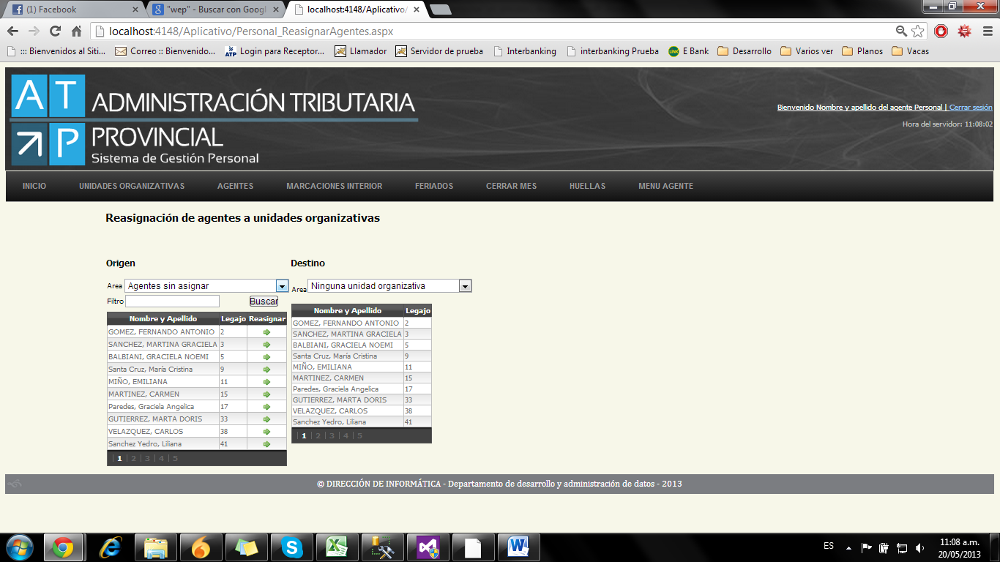 (1) Facebook
"wep" - Buscar con Googl
localhost:4148/Aplicativo/
localhost:4148/Aplicativo/Personal_ReasignarAgentes.aspx
::: Bienvenidos al Siti... Correo :: Bienvenido... ATP Login para Receptor... Llamador Servidor de prueba Interbanking interbanking Prueba LINK E Bank Desarrollo Varios ver Planos Vacas
A T
P
ADMINISTRACIÓN TRIBUTARIA
PROVINCIAL
Sistema de Gestión Personal
Bienvenido Nombre y apellido del agente Personal | Cerrar sesión
Hora del servidor: 11:08:02
INICIO UNIDADES ORGANIZATIVAS AGENTES MARCACIONES INTERIOR FERIADOS CERRAR MES HUELLAS MENU AGENTE
Reasignación de agentes a unidades organizativas
Origen
Area Agentes sin asignar
Filtro Buscar
Nombre y Apellido Legajo Reasignar
GOMEZ, FERNANDO ANTONIO 2
SANCHEZ, MARTINA GRACIELA 3
BALBIANI, GRACIELA NOEMI 5
Santa Cruz, María Cristina 9
MIÑO, EMILIANA 11
MARTINEZ, CARMEN 15
Paredes, Graciela Angelica 17
GUTIERREZ, MARTA DORIS 33
VELAZQUEZ, CARLOS 38
Sanchez Yedro, Liliana 41
| 1 | 2 | 3 | 4 | 5
Destino
Area Ninguna unidad organizativa
Nombre y Apellido Legajo
GOMEZ, FERNANDO ANTONIO 2
SANCHEZ, MARTINA GRACIELA 3
BALBIANI, GRACIELA NOEMI 5
Santa Cruz, María Cristina 9
MIÑO, EMILIANA 11
MARTINEZ, CARMEN 15
Paredes, Graciela Angelica 17
GUTIERREZ, MARTA DORIS 33
VELAZQUEZ, CARLOS 38
Sanchez Yedro, Liliana 41
| 1 | 2 | 3 | 4 | 5
© DIRECCIÓN DE INFORMÁTICA - Departamento de desarrollo y administración de datos - 2013
ES
11:08 a.m.
20/05/2013